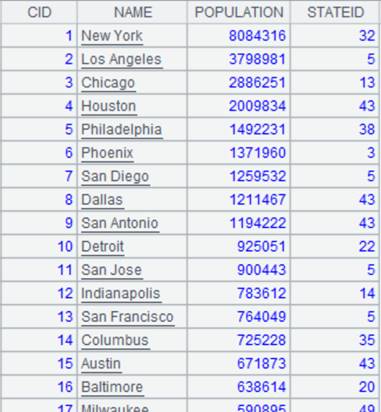 CID NAME POPULATION STATEID
1 New York 8084316 32
2 Los Angeles 3798981 5
3 Chicago 2886251 13
4 Houston 2009834 43
5 Philadelphia 1492231 38
6 Phoenix 1371960 3
7 San Diego 1259532 5
8 Dallas 1211467 43
9 San Antonio 1194222 43
10 Detroit 925051 22
11 San Jose 900443 5
12 Indianapolis 783612 14
13 San Francisco 764049 5
14 Columbus 725228 35
15 Austin 671873 43
16 Baltimore 638614 20
17 Milwaukee 590895 49